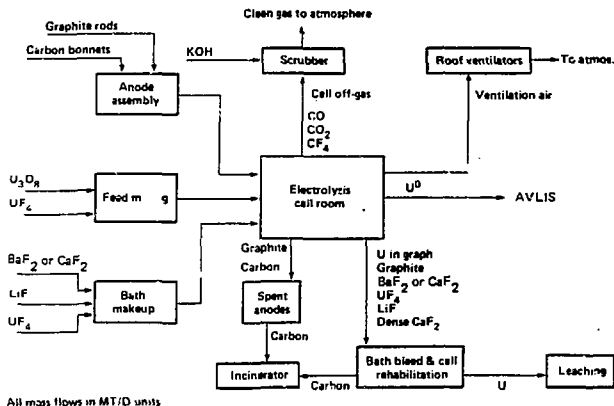 Clean gas to atmosphere
Graphite rods
Carbon bonnets
KOH
Scrubber
Roof ventilators
To atmos.
Anode
assembly
Cell off-gas
CO
CO2
CF4
Ventilation air
U3O8
UF4
Feed
Electrolyzis
cell room
U0
AVLIS
BaF2 or CaF2
LiF
UF4
Bath
makeup
Graphite
Carbon
U in graph
Graphite
BaF2 or CaF2
UF4
LiF
Dense CaF2
Spent
anodes
Carbon
Incinerator
Carbon
Bath bleed & cell
rehabilitation
U
Leaching
All mass flows in MT/D units